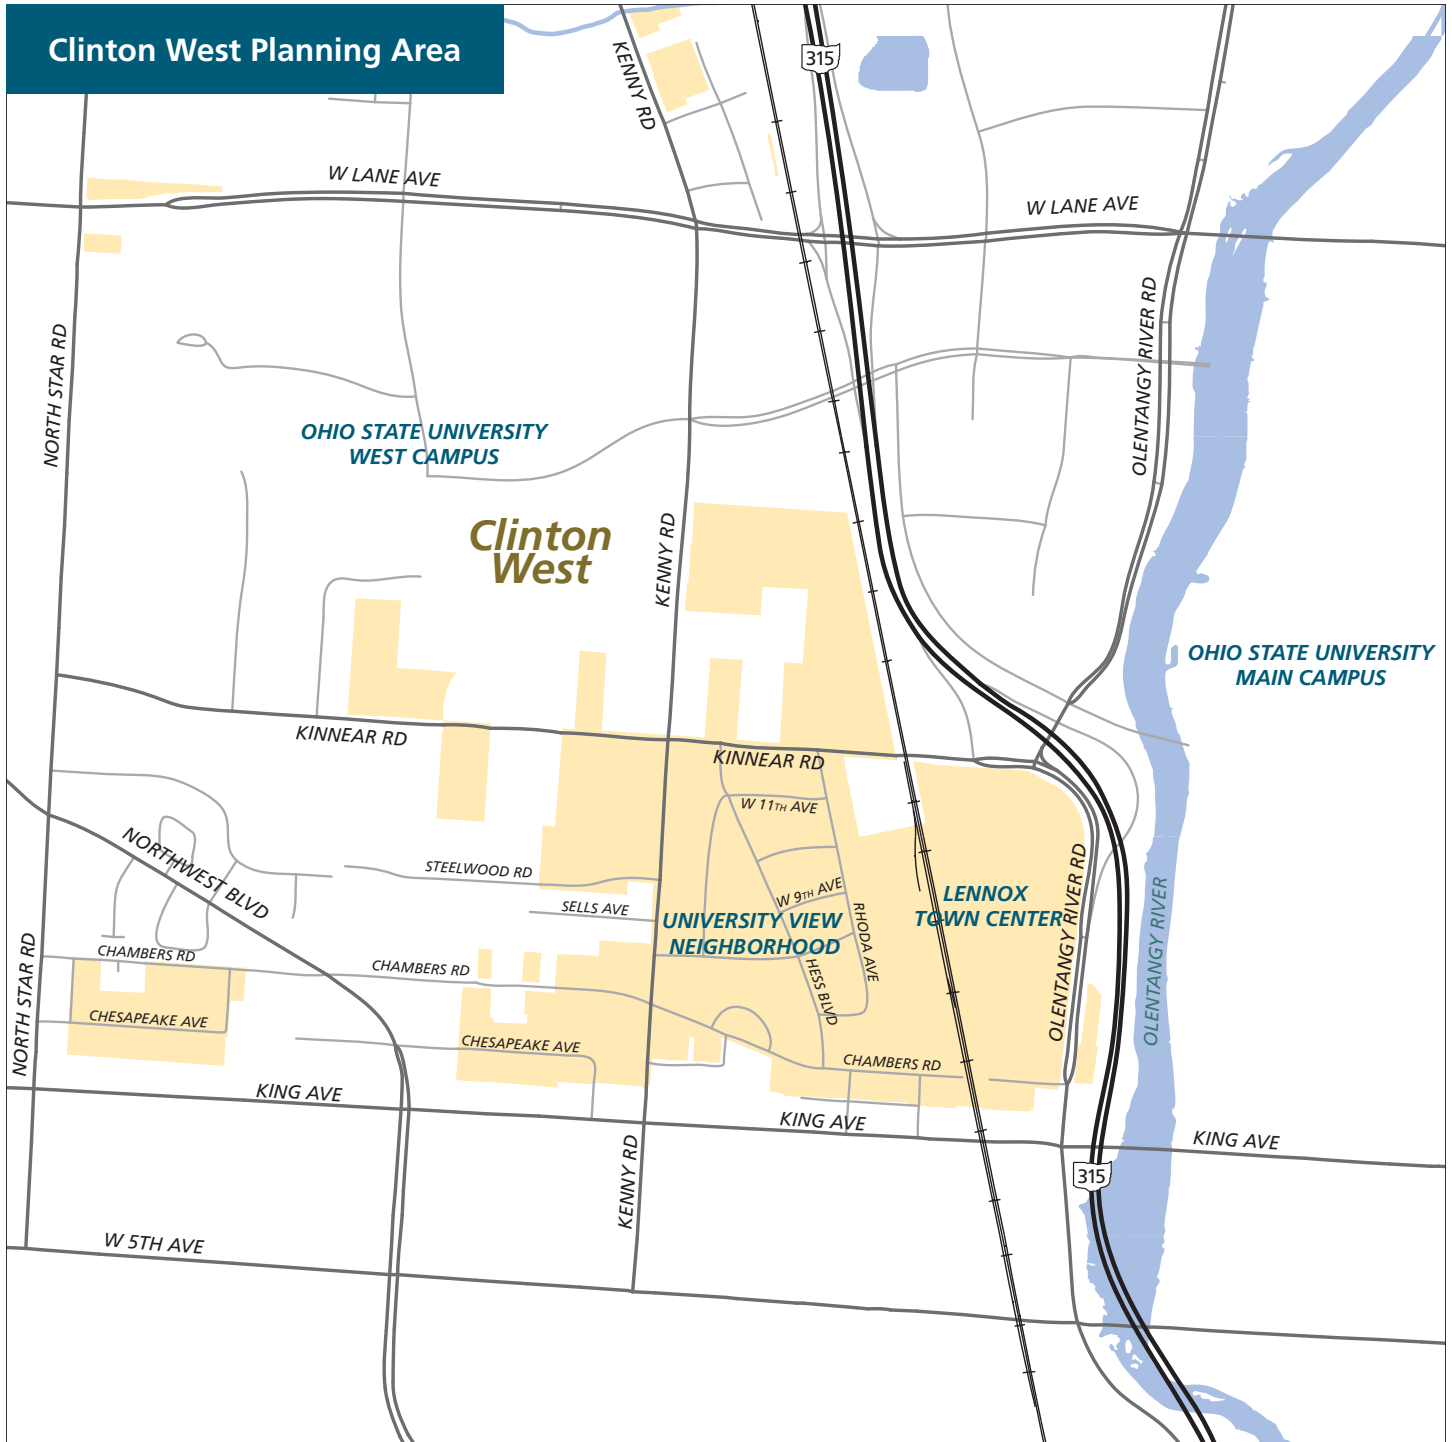 Clinton West Planning Area
315
KENNY RD
W LANE AVE
W LANE AVE
OLENTANGY RIVER RD
NORTH STAR RD
OHIO STATE UNIVERSITY
WEST CAMPUS
Clinton
West
KENNY RD
OHIO STATE UNIVERSITY
MAIN CAMPUS
KINNEAR RD
KINNEAR RD
W 11TH AVE
NORTHWEST BLVD
STEELWOOD RD
SELLS AVE
W 9TH AVE
LENNOX
TOWN CENTER
UNIVERSITY VIEW
NEIGHBORHOOD
RHODA AVE
HESS BLVD
OLENTANGY RIVER RD
OLENTANGY RIVER
NORTH STAR RD
CHAMBERS RD
CHAMBERS RD
CHESAPEAKE AVE
CHESAPEAKE AVE
CHAMBERS RD
KING AVE
KING AVE
KING AVE
KENNY RD
315
W 5TH AVE